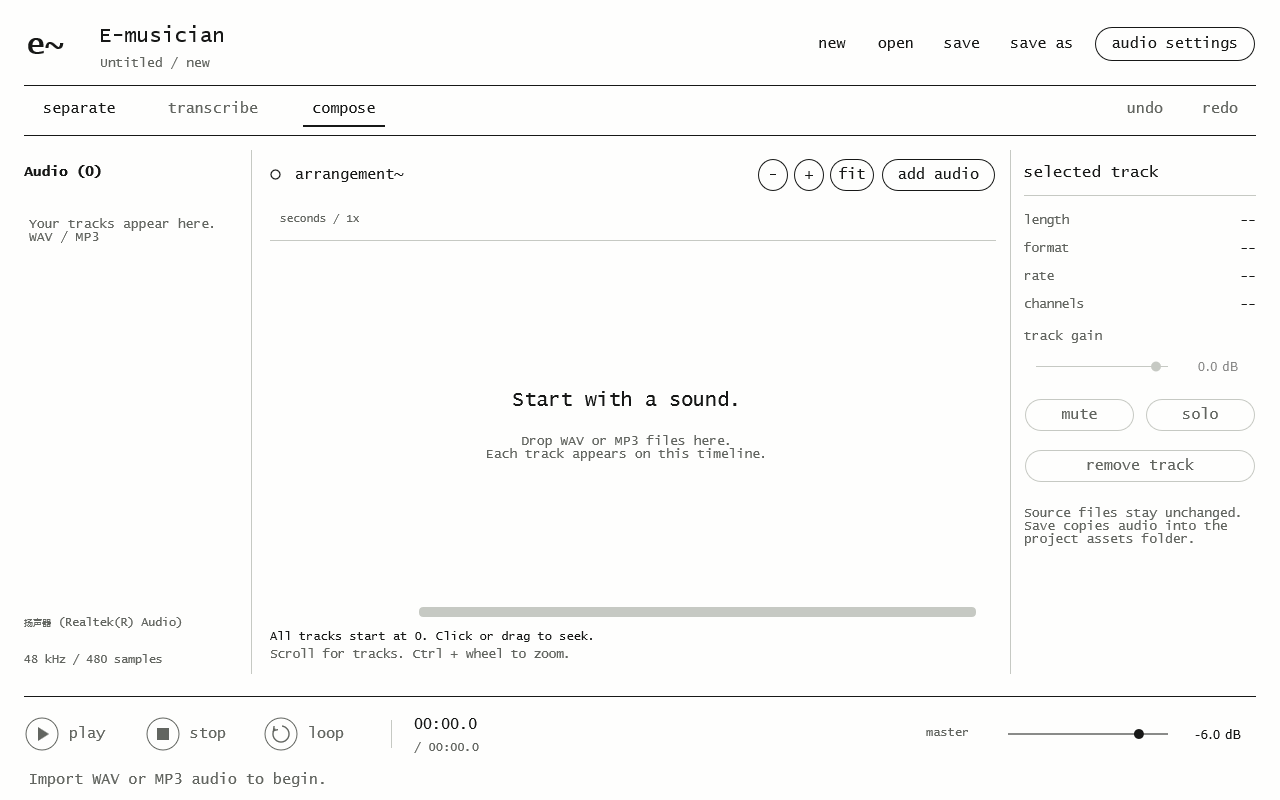 e~
E-musician
Untitled / new
new open save save as audio settings
separate transcribe compose undo redo
Audio (0)
Your tracks appear here.
WAV / MP3
扬声器 (Realtek(R) Audio)
48 kHz / 480 samples
arrangement~
- + fit add audio
seconds / 1x
Start with a sound.
Drop WAV or MP3 files here.
Each track appears on this timeline.
All tracks start at 0. Click or drag to seek.
Scroll for tracks. Ctrl + wheel to zoom.
selected track
length --
format --
rate --
channels --
track gain
0.0 dB
mute solo
remove track
Source files stay unchanged.
Save copies audio into the
project assets folder.
play stop loop
00:00.0
/ 00:00.0
master -6.0 dB
Import WAV or MP3 audio to begin.